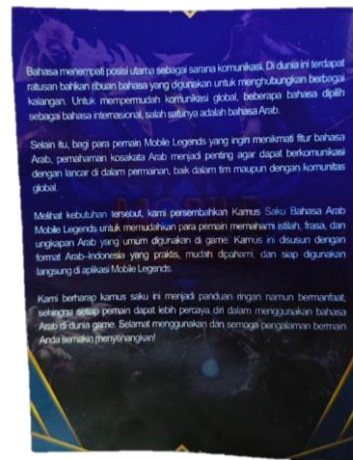 Bahasa menempati posisi utama sebagai sarana komunikasi. Di dunia ini terdapat
ratusan bahkan ribuan bahasa yang digunakan untuk menghubungkan berbagai
kalangan. Untuk mempermudah komunikasi global, beberapa bahasa dipilih
sebagai bahasa internasional, salah satunya adalah bahasa Arab.
Selain itu, bagi para pemain Mobile Legends yang ingin menikmati fitur bahasa
Arab, pemahaman kosakata Arab menjadi penting agar dapat berkomunikasi
dengan lancar di dalam permainan, baik dalam tim maupun dengan komunitas
global.
Melihat kebutuhan tersebut, kami persembahkan Kamus Saku Bahasa Arab
Mobile Legends untuk memudahkan para pemain memahami istilah, frasa, dan
ungkapan Arab yang umum digunakan di game. Kamus ini disusun dengan
format Arab-Indonesia yang praktis, mudah dipahami, dan siap digunakan
langsung di aplikasi Mobile Legends.
Kami berharap kamus saku ini menjadi panduan ringan namun bermanfaat,
sehingga setiap pemain dapat lebih percaya diri dalam menggunakan bahasa
Arab di dunia game. Selamat menggunakan dan semoga pengalaman bermain
Anda semakin menyenangkan!